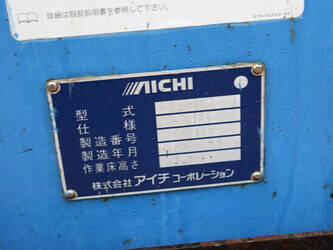 詳細は取扱説明書を参照して下さい。
AICHI
型式
仕様
製造番号
製造年月
作業床高さ
株式会社 アイチ コーポレーション